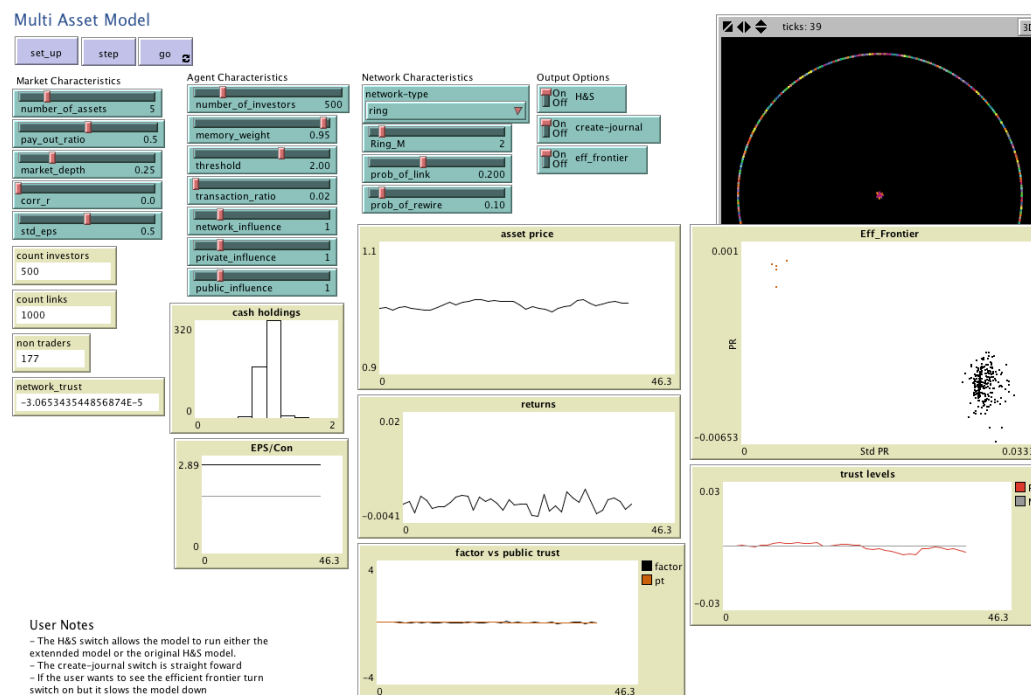 Multi Asset Model
set_up
step
go
Market Characteristics
number_of_assets 5
pay_out_ratio 0.5
market_depth 0.25
corr_r 0.0
std_eps 0.5
count investors
500
count links
1000
non traders
177
network_trust
-3.065343544856874E-5
Agent Characteristics
number_of_investors 500
memory_weight 0.95
threshold 2.00
transaction_ratio 0.02
network_influence 1
private_influence 1
public_influence 1
Network Characteristics
network-type
ring
Ring_M 2
prob_of_link 0.200
prob_of_rewire 0.10
Output Options
On
Off
H&S
On
Off
create-journal
On
Off
eff_frontier
ticks: 39
3D
cash holdings
320
0
0
2
EPS/Con
2.89
0
0
46.3
asset price
1.1
0.9
0
46.3
returns
0.02
-0.0041
0
46.3
factor vs public trust
4
-4
0
46.3
factor
pt
Eff_Frontier
0.001
PR
-0.00653
0
Std PR
trust levels
0.03
-0.03
0
46.3
User Notes
- The H&S switch allows the model to run either the
extennded model or the original H&S model.
- The create-journal switch is straight foward
- If the user wants to see the efficient frontier turn
switch on but it slows the model down